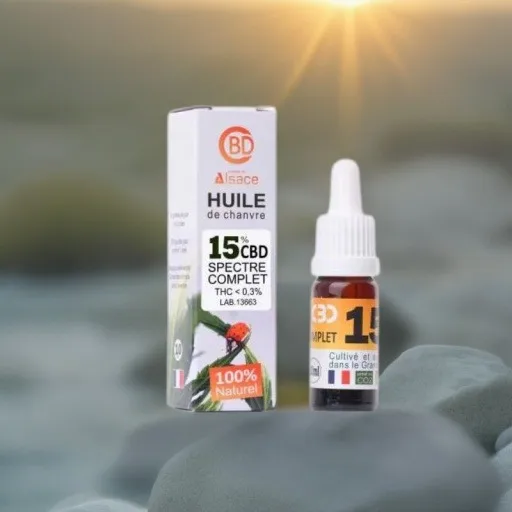 CBD
Alsace
HUILE
de chanvre
15% CBD
SPECTRE
COMPLET
THC < 0,3%
LAB.13663
100%
Naturel
CBD 15
MPLET
Cultivé et
dans le Gra